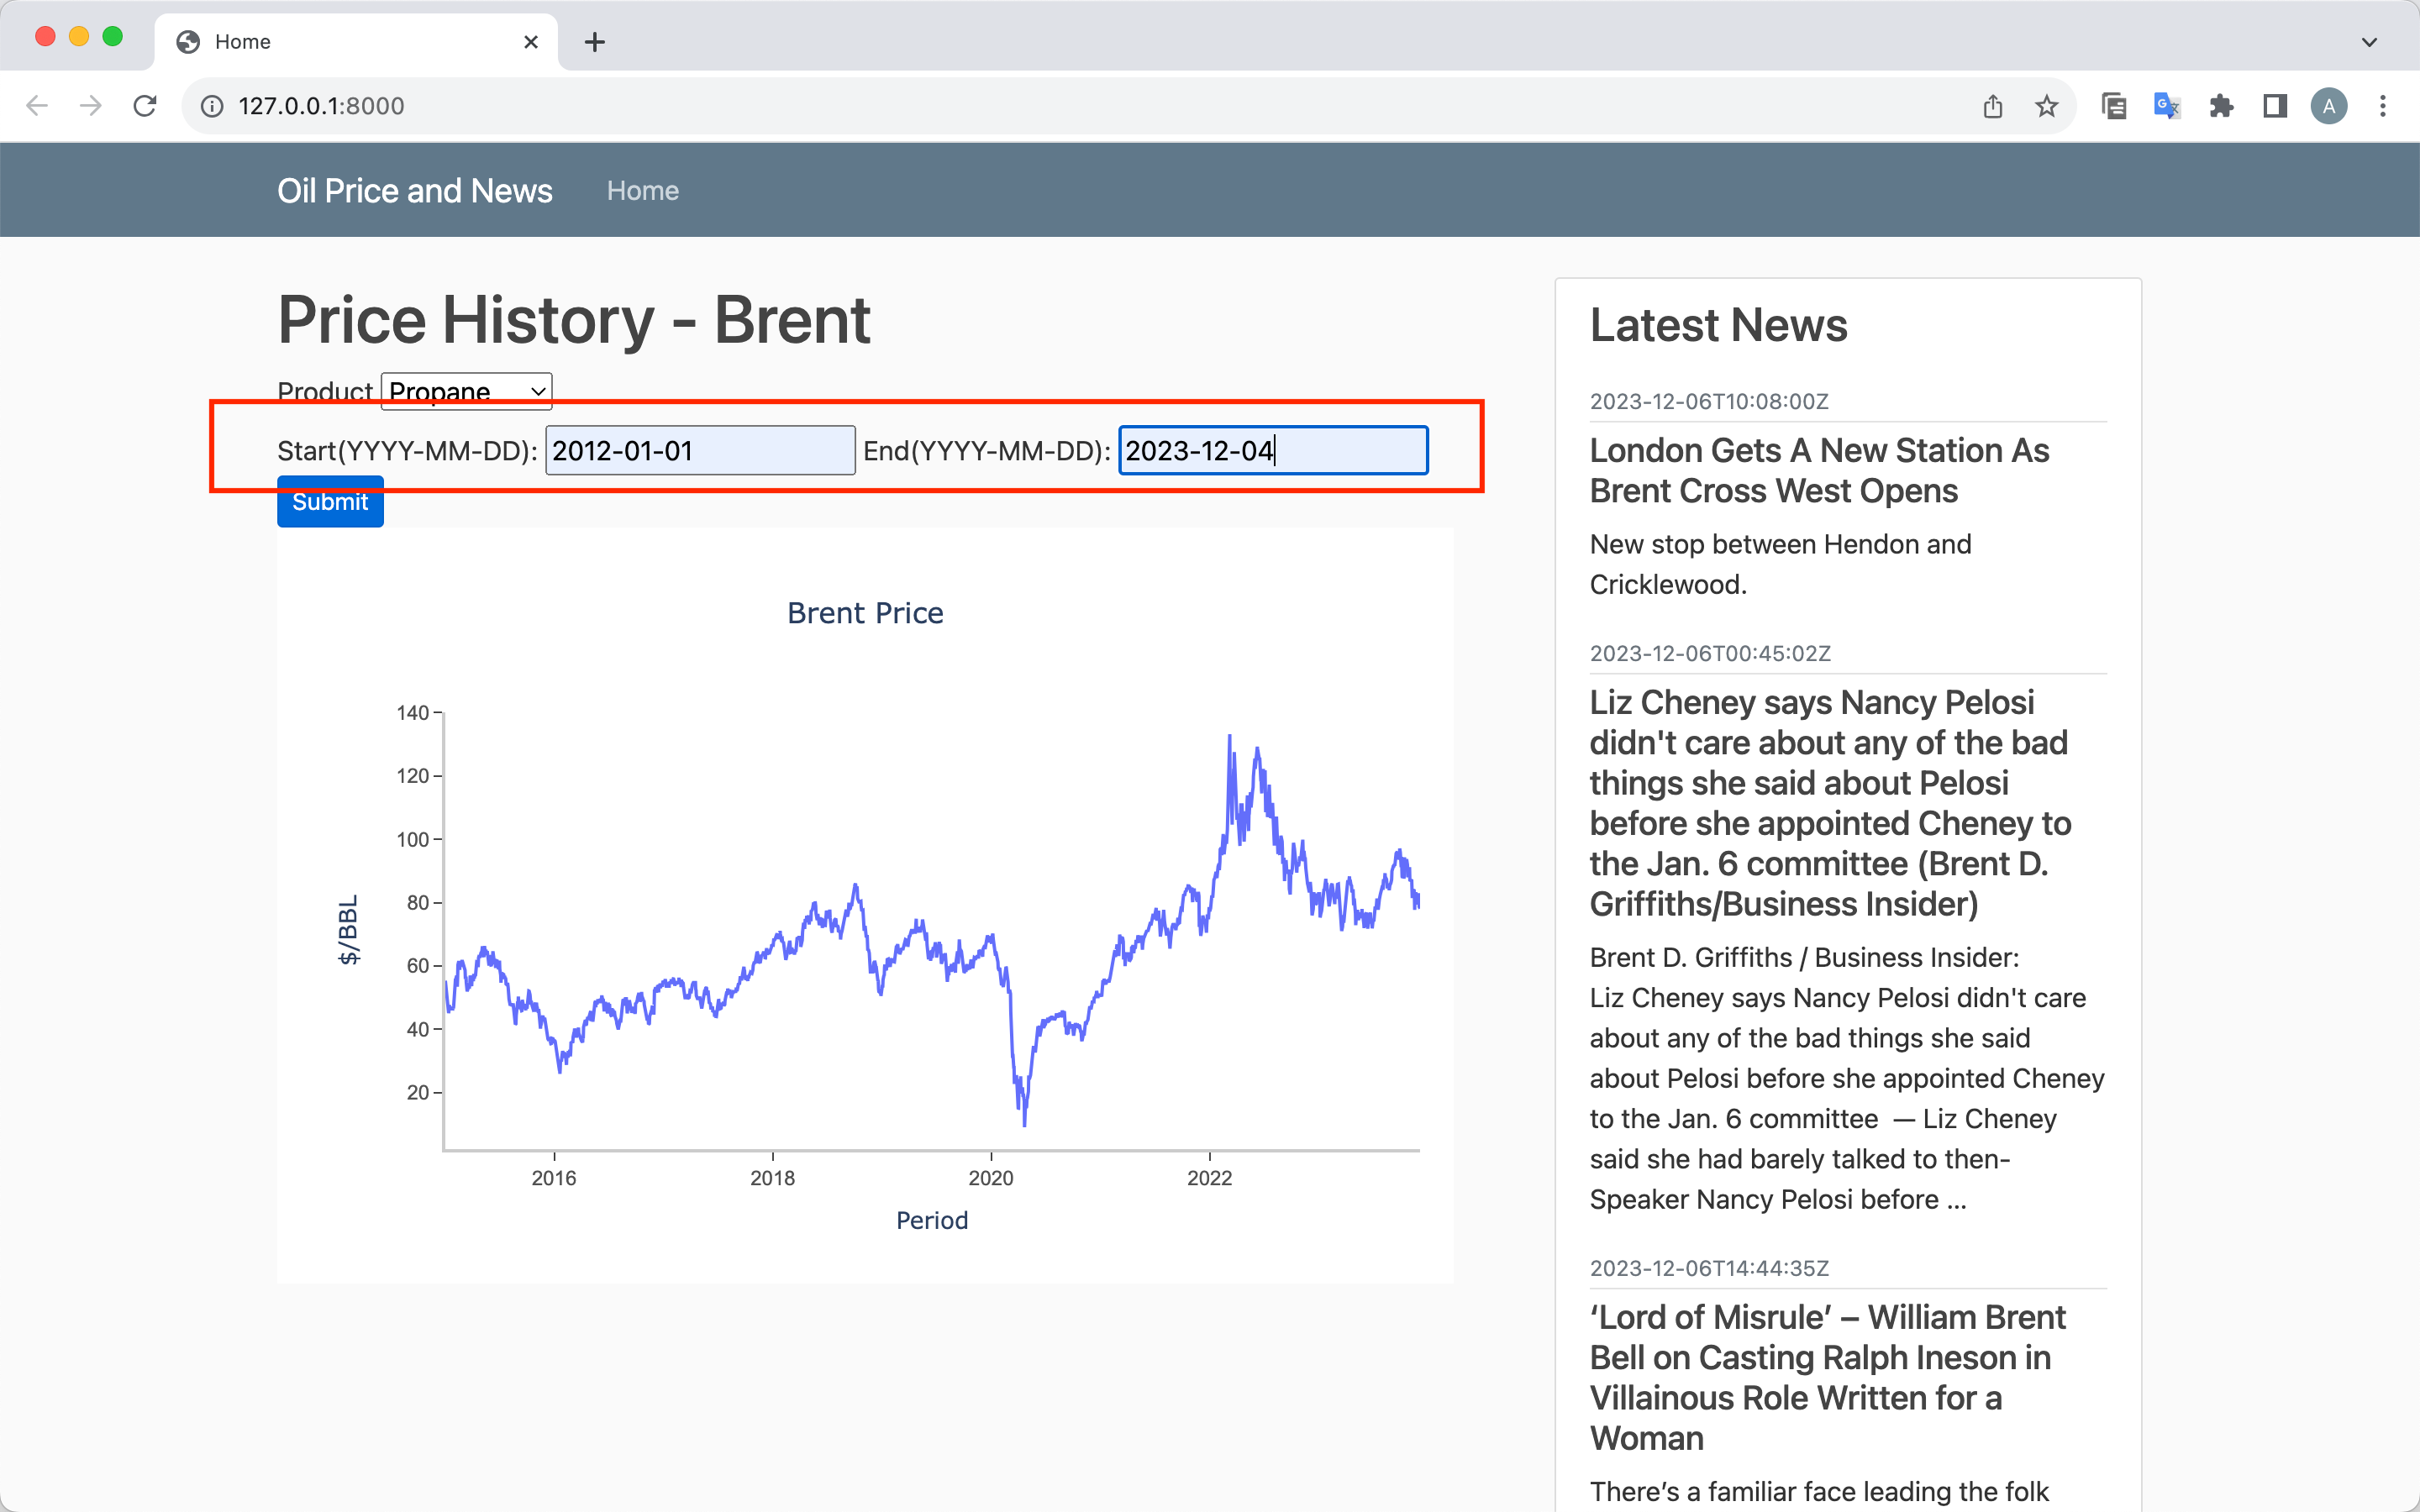 Home
127.0.0.1:8000
A
Oil Price and News
Home
Price History - Brent
Product Propane
Start(YYYY-MM-DD): 2012-01-01 End(YYYY-MM-DD): 2023-12-04
Submit
Brent Price
140
120
100
80
60
40
20
$/BBL
2016 2018 2020 2022
Period
Latest News
2023-12-06T10:08:00Z
London Gets A New Station As
Brent Cross West Opens
New stop between Hendon and
Cricklewood.
2023-12-06T00:45:02Z
Liz Cheney says Nancy Pelosi
didn't care about any of the bad
things she said about Pelosi
before she appointed Cheney to
the Jan. 6 committee (Brent D.
Griffiths/Business Insider)
Brent D. Griffiths / Business Insider:
Liz Cheney says Nancy Pelosi didn't care
about any of the bad things she said
about Pelosi before she appointed Cheney
to the Jan. 6 committee — Liz Cheney
said she had barely talked to then-
Speaker Nancy Pelosi before ...
2023-12-06T14:44:35Z
‘Lord of Misrule’ – William Brent
Bell on Casting Ralph Ineson in
Villainous Role Written for a
Woman
There’s a familiar face leading the folk